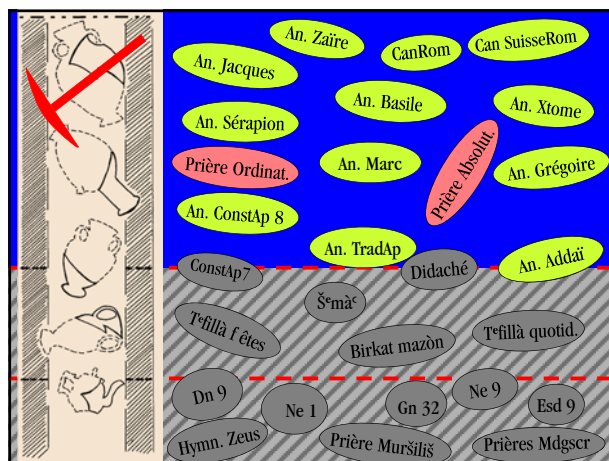 An. Zaïre
CanRom
Can SuisseRom
An. Jacques
An. Basile
An. Xtome
An. Sérapion
Prière Absolut.
Prière Ordinat.
An. Marc
An. Grégoire
An. ConstAp 8
An. TradAp
An. Addaï
ConstAp7
Didaché
Šᵉmàᶜ
Tᵉfillà f êtes
Birkat mazòn
Tᵉfillà quotid.
Dn 9
Ne 1
Gn 32
Ne 9
Esd 9
Hymn. Zeus
Prière Muršiliš
Prières Mdgscr